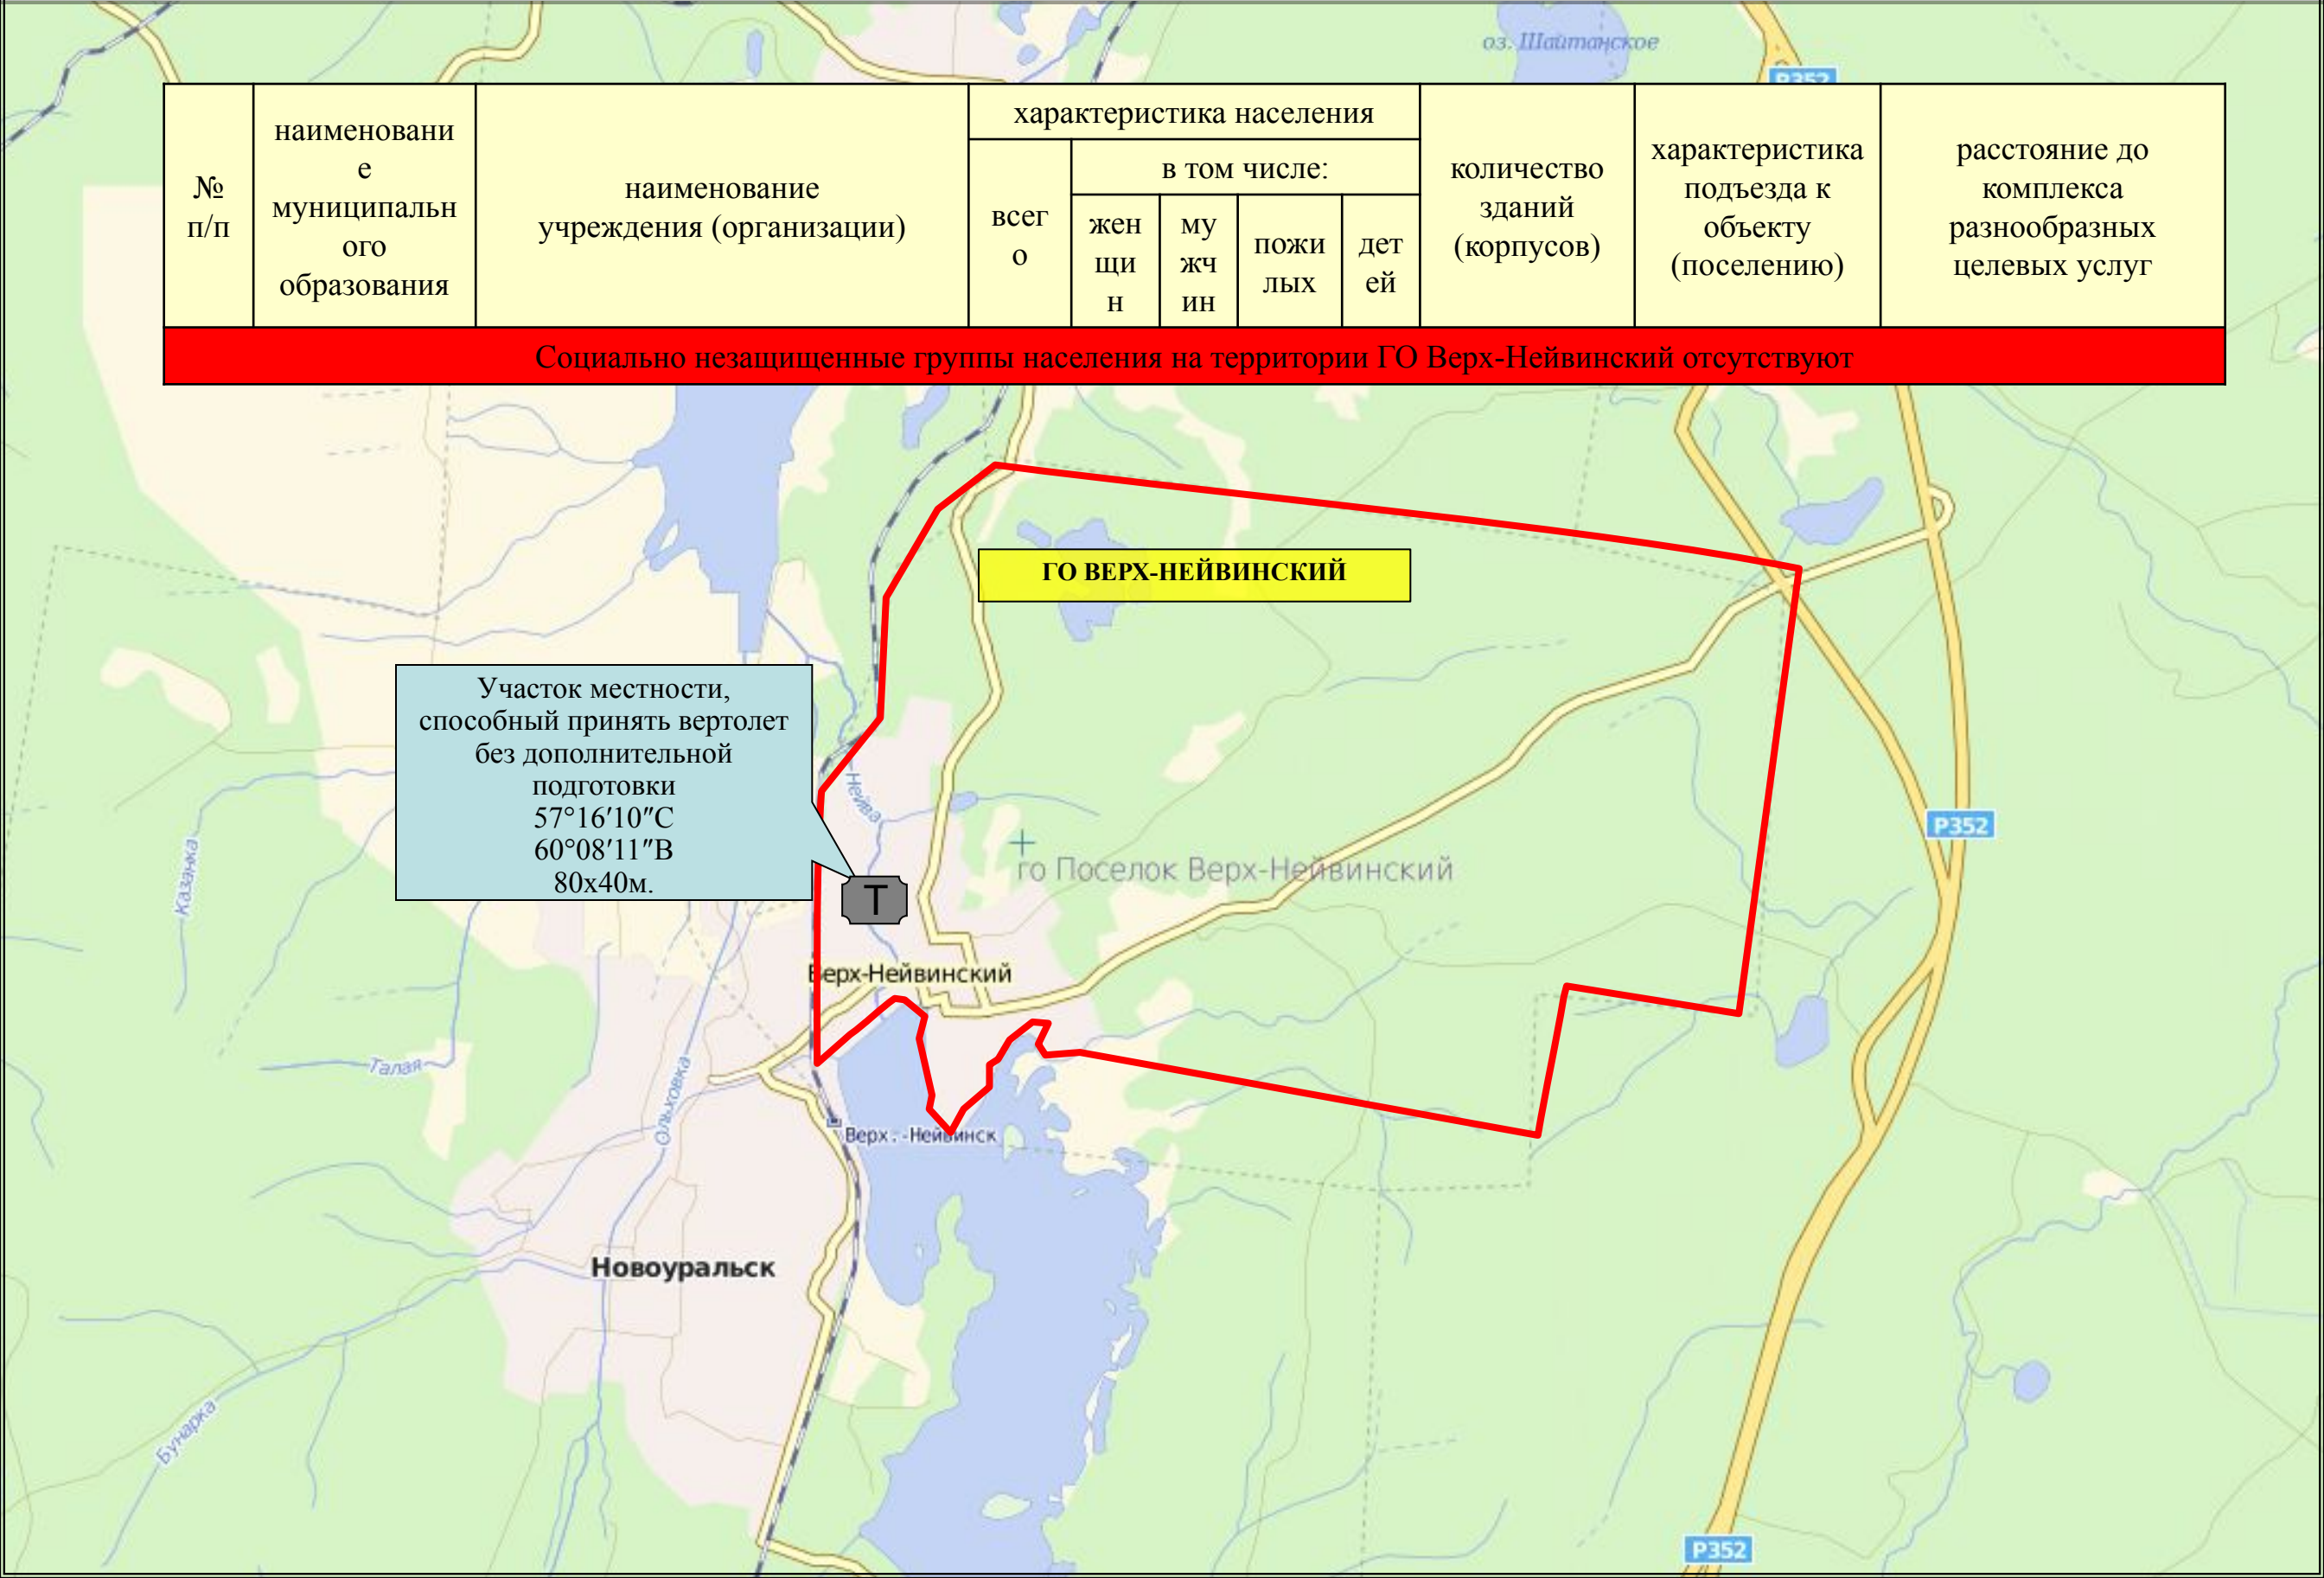 оз. Шайтанское
Р352
№
п/п
наименовани
е
муниципальн
ого
образования
наименование
учреждения (организации)
характеристика населения
всег
о
в том числе:
жен
щи
н
му
жч
ин
пожи
лых
дет
ей
количество
зданий
(корпусов)
характеристика
подъезда к
объекту
(поселению)
расстояние до
комплекса
разнообразных
целевых услуг
Социально незащищенные группы населения на территории ГО Верх-Нейвинский отсутствуют
ГО ВЕРХ-НЕЙВИНСКИЙ
Участок местности,
способный принять вертолет
без дополнительной
подготовки
57°16′10″С
60°08′11″В
80х40м.
Нейва
Р352
Казанка
го Поселок Верх-Нейвинский
Т
Верх-Нейвинский
Талая
Ольховка
Верх.-Нейвинск
Новоуральск
Бунарка
Р352